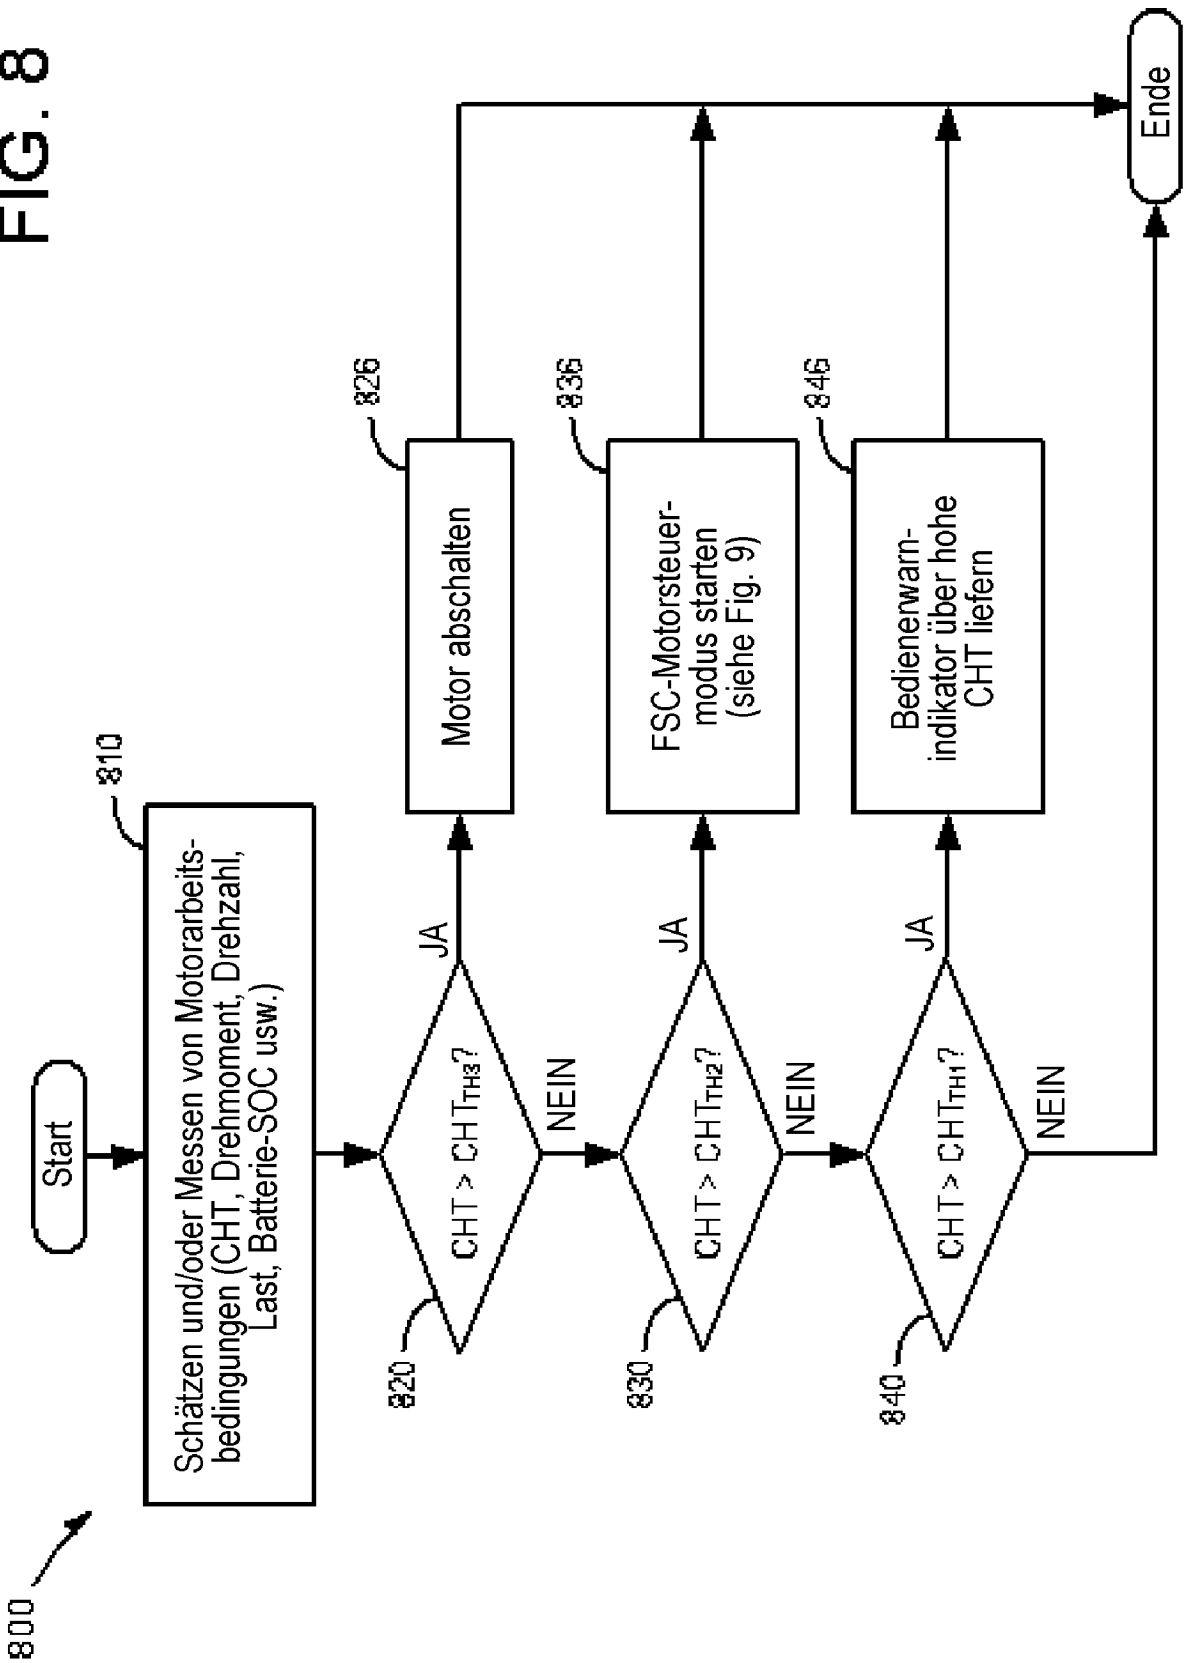 FIG. 8
800
Start
810
Schätzen und/oder Messen von Motorarbeits-
bedingungen (CHT, Drehmoment, Drehzahl,
Last, Batterie-SOC usw.)
820
CHT > CHTTH3?
JA
826
Motor abschalten
NEIN
830
CHT > CHTTH2?
JA
836
FSC-Motorsteuer-
modus starten
(siehe Fig. 9)
NEIN
840
CHT > CHTTH1?
JA
846
Bedienerwarn-
indikator über hohe
CHT liefern
NEIN
Ende